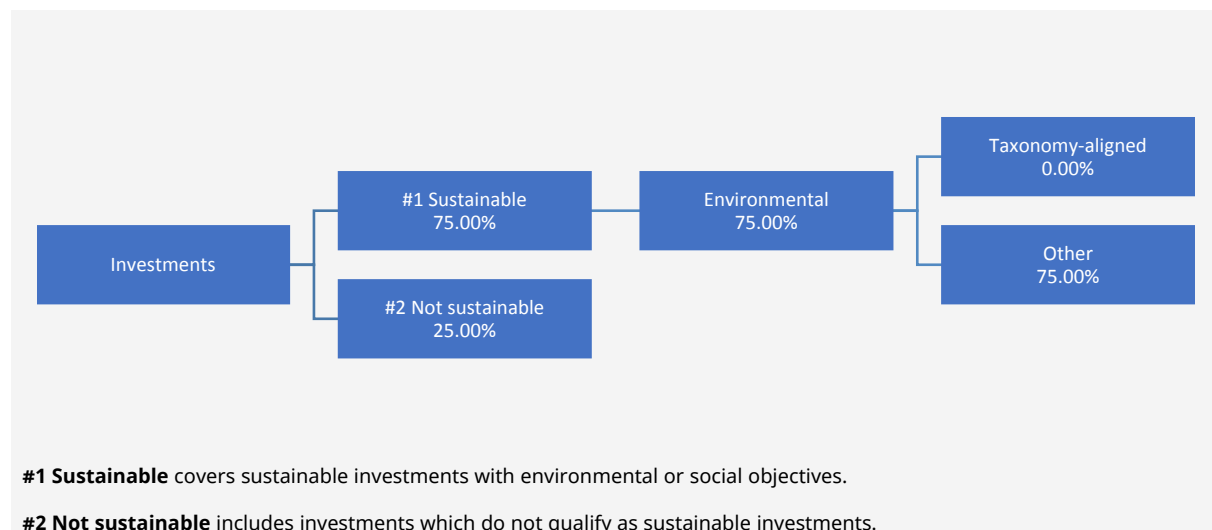 Taxonomy-aligned
0.00%
#1 Sustainable
75.00%
Environmental
75.00%
Investments
Other
75.00%
#2 Not sustainable
25.00%
#1 Sustainable covers sustainable investments with environmental or social objectives.
#2 Not sustainable includes investments which do not qualify as sustainable investments.